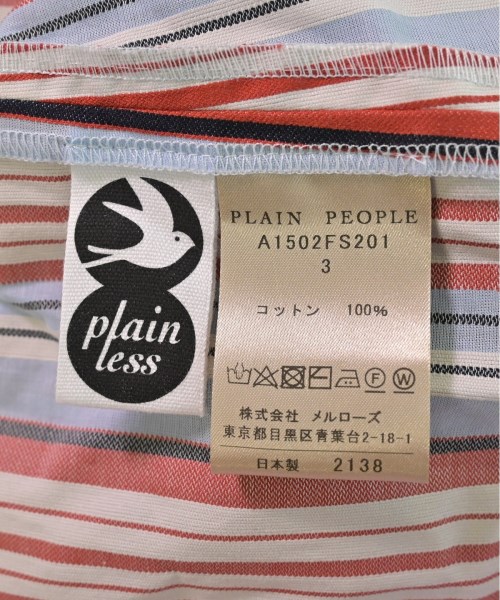 plain
less
PLAIN PEOPLE
A1502FS201
3
コットン 100%
F W
株式会社 メルローズ
東京都目黒区青葉台2-18-1
日本製 2138